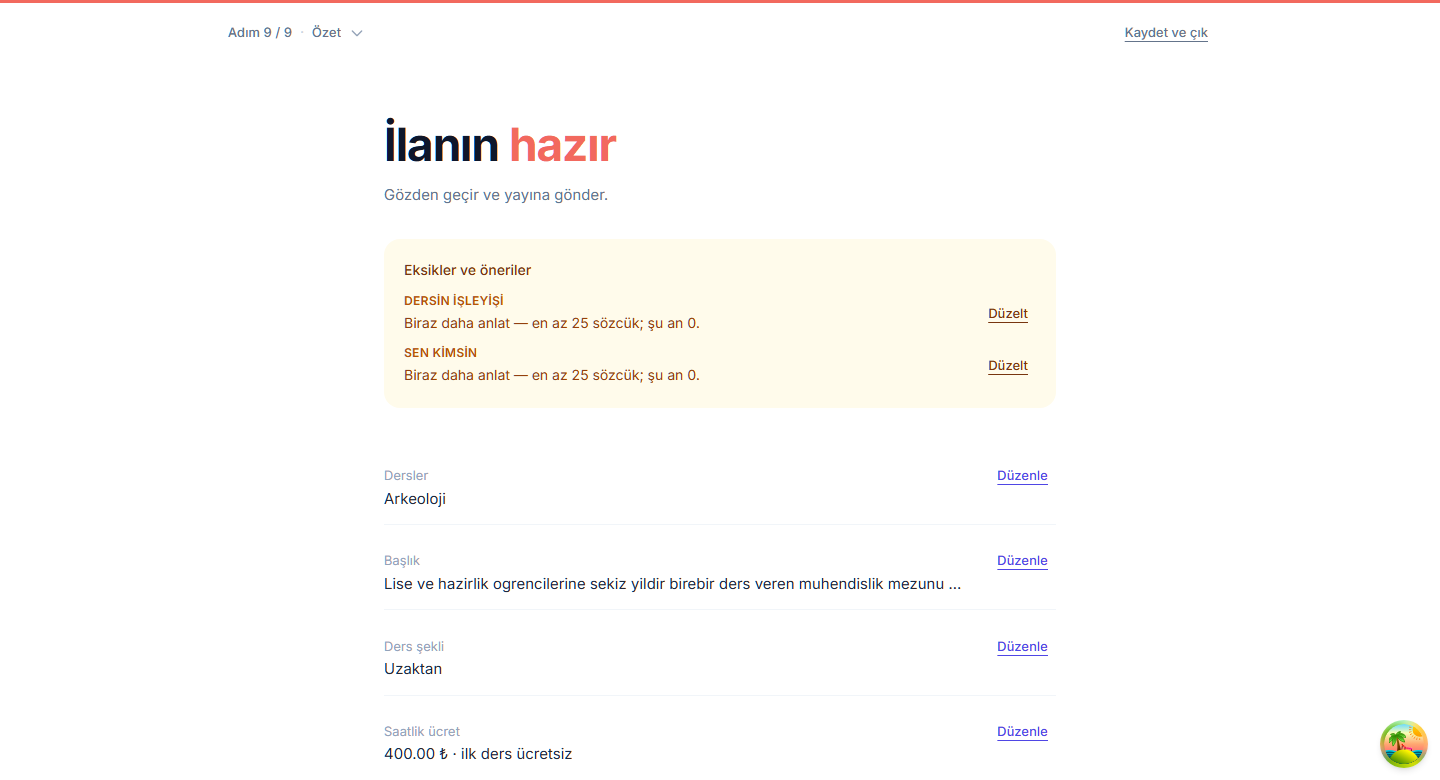 Adım 9 / 9 · Özet
Kaydet ve çık
İlanın hazır
Gözden geçir ve yayına gönder.
Eksikler ve öneriler
DERSİN İŞLEYİŞİ
Biraz daha anlat — en az 25 sözcük; şu an 0.
Düzelt
SEN KİMSİN
Biraz daha anlat — en az 25 sözcük; şu an 0.
Düzelt
Dersler
Düzenle
Arkeoloji
Başlık
Düzenle
Lise ve hazirlik ogrencilerine sekiz yildir birebir ders veren muhendislik mezunu ...
Ders şekli
Düzenle
Uzaktan
Saatlik ücret
Düzenle
400.00 ₺ · ilk ders ücretsiz